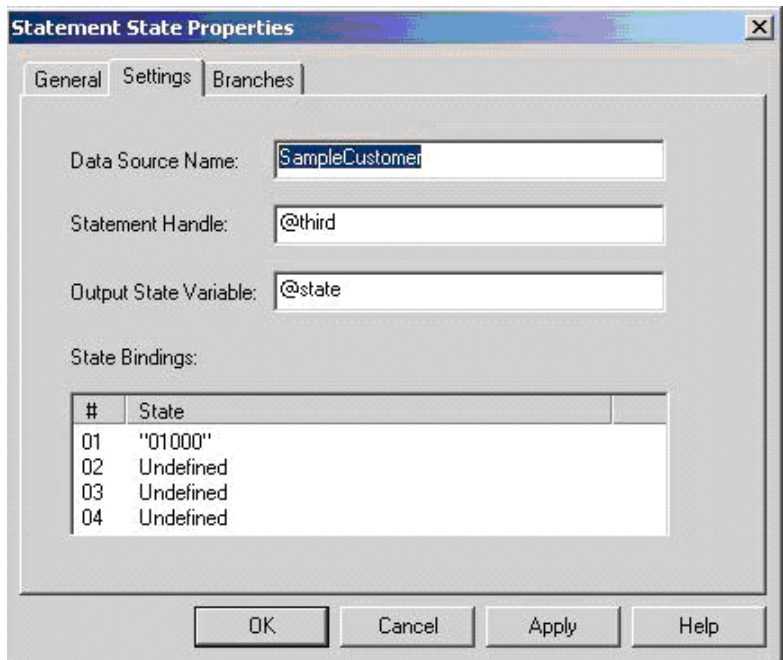 Statement State Properties
General Settings Branches
Data Source Name: SampleCustomer
Statement Handle: @third
Output State Variable: @state
State Bindings:
# State
01 "01000"
02 Undefined
03 Undefined
04 Undefined
OK Cancel Apply Help